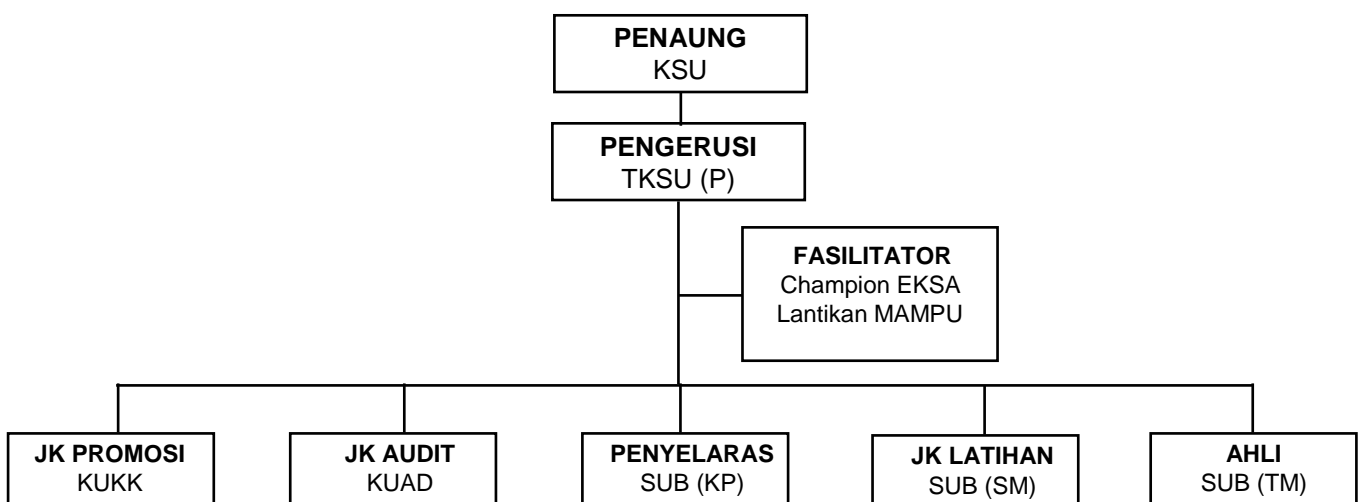 PENAUNG
KSU
PENGERUSI
TKSU (P)
FASILITATOR
Champion EKSA
Lantikan MAMPU
JK PROMOSI
KUKK
JK AUDIT
KUAD
PENYELARAS
SUB (KP)
JK LATIHAN
SUB (SM)
AHLI
SUB (TM)